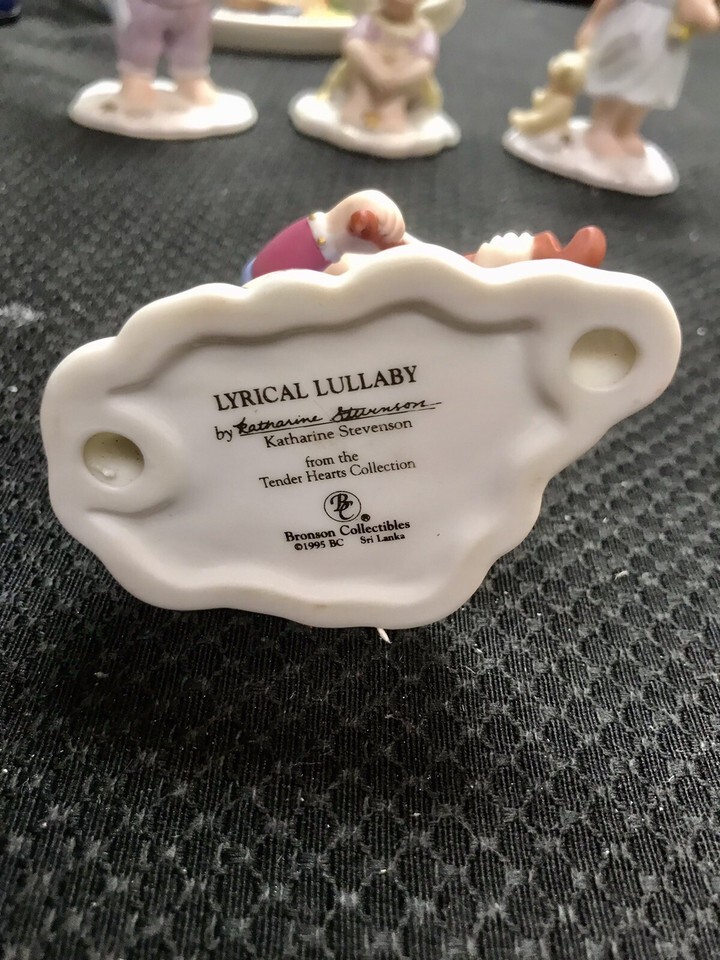 LYRICAL LULLABY
by Katharine Stevenson
Katharine Stevenson
from the
Tender Hearts Collection
BC ®
Bronson Collectibles
©1995 BC Sri Lanka